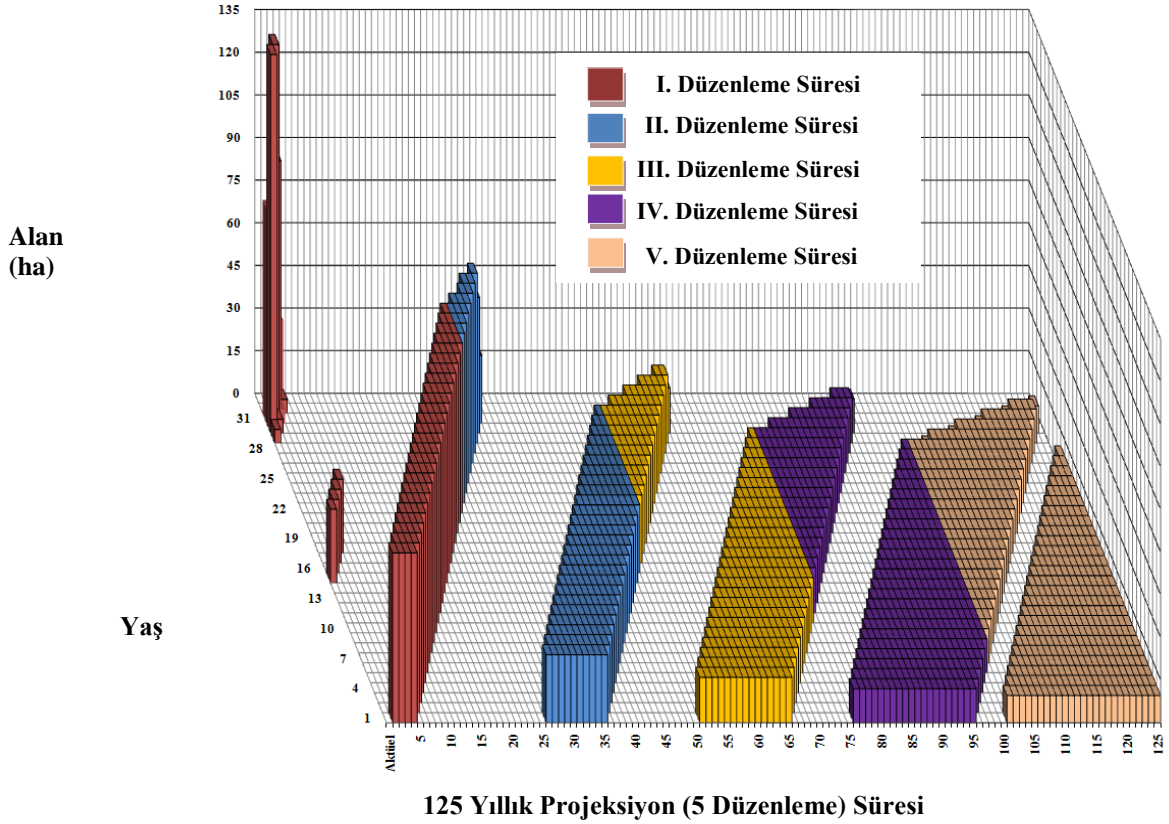 135
120
105
90
75
60
45
30
15
0
Alan
(ha)
I. Düzenleme Süresi
II. Düzenleme Süresi
III. Düzenleme Süresi
IV. Düzenleme Süresi
V. Düzenleme Süresi
31
28
25
22
19
16
13
10
7
4
1
Yaş
Aktüel 5 10 15 20 25 30 35 40 45 50 55 60 65 70 75 80 85 90 95 100 105 110 115 120 125
125 Yıllık Projeksiyon (5 Düzenleme) Süresi